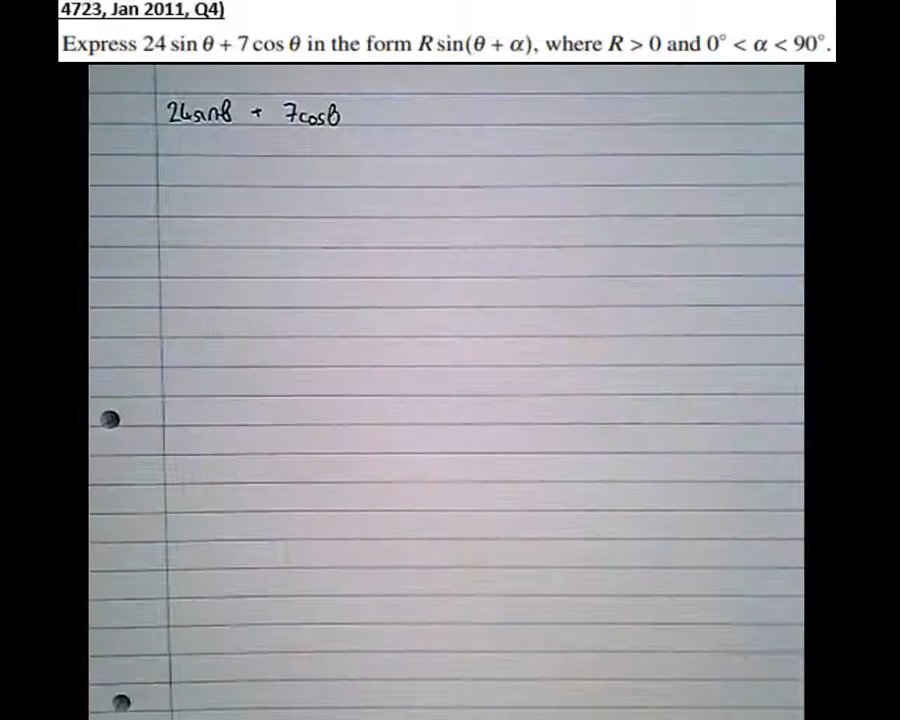 4723, Jan 2011, Q4)
Express 24 sin θ + 7 cos θ in the form R sin(θ + α), where R > 0 and 0° < α < 90°.
24sinθ + 7cosθ